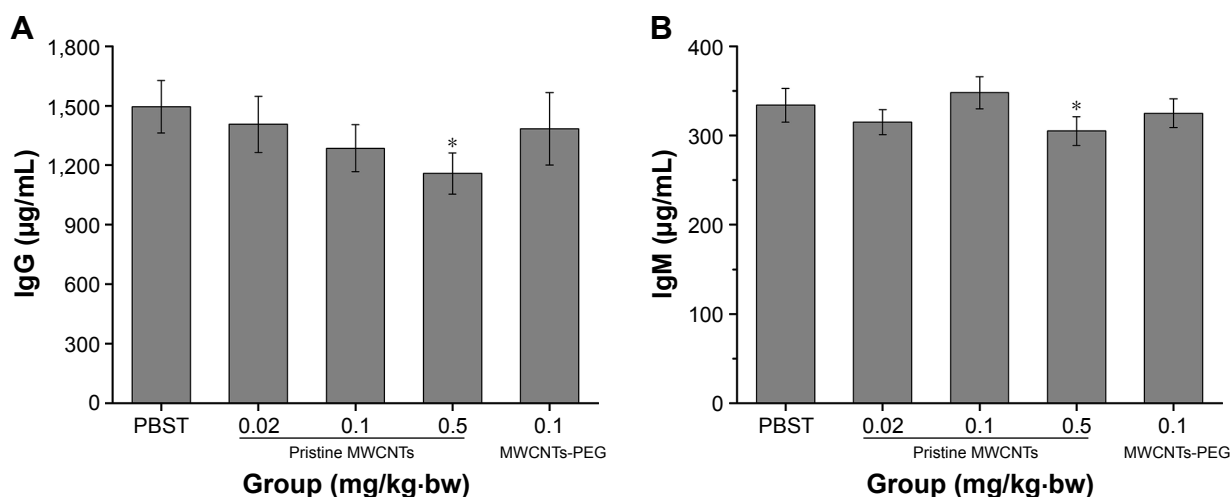 A
1,800
1,500
1,200
900
600
300
0
IgG (µg/mL)
*
PBST
0.02
0.1
0.5
0.1
Pristine MWCNTs
MWCNTs-PEG
Group (mg/kg·bw)
B
400
300
200
100
0
IgM (µg/mL)
*
PBST
0.02
0.1
0.5
0.1
Pristine MWCNTs
MWCNTs-PEG
Group (mg/kg·bw)